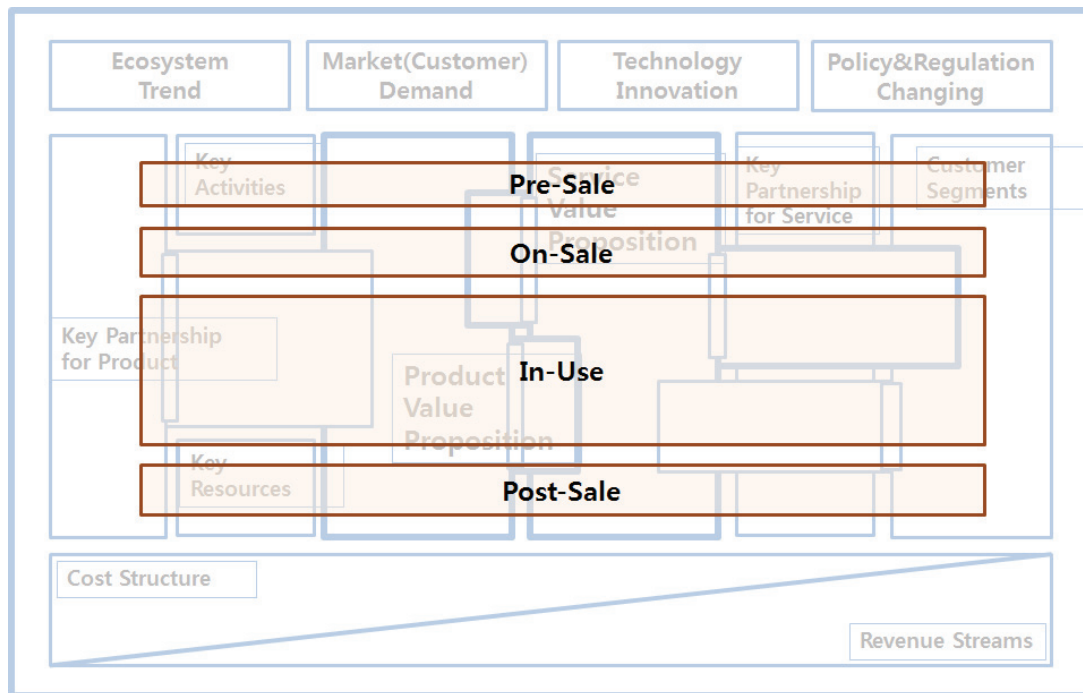 Ecosystem
Trend
Market(Customer)
Demand
Technology
Innovation
Policy&Regulation
Changing
Key
Activities
Service
Value
Proposition
Key
Partnership
for Service
Customer
Segments
Pre-Sale
On-Sale
Key Partnership
for Product
In-Use
Product
Value
Proposition
Key
Resources
Post-Sale
Cost Structure
Revenue Streams